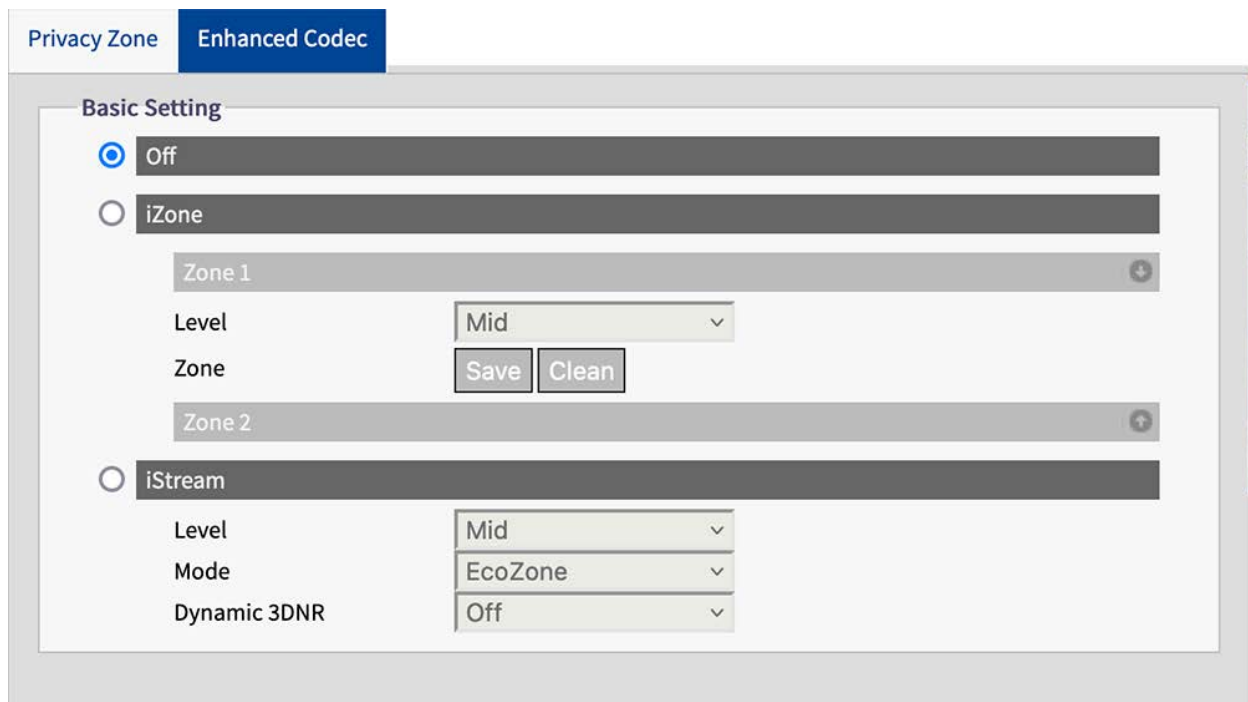 Privacy Zone Enhanced Codec
Basic Setting
Off
iZone
Zone 1
Level Mid
Zone Save Clean
Zone 2
iStream
Level Mid
Mode EcoZone
Dynamic 3DNR Off